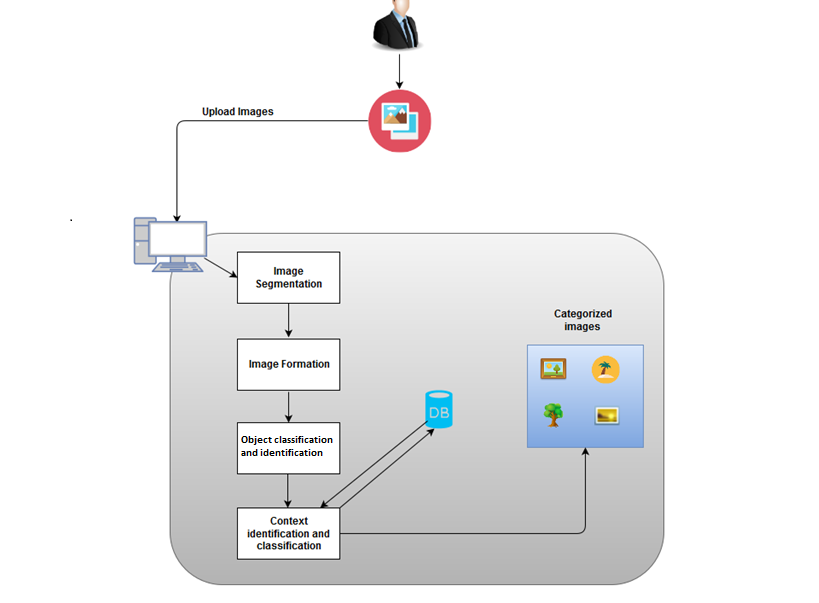 Upload Images
Image
Segmentation
Image Formation
Object classification
and identification
Context
identification and
classification
DB
Categorized
images